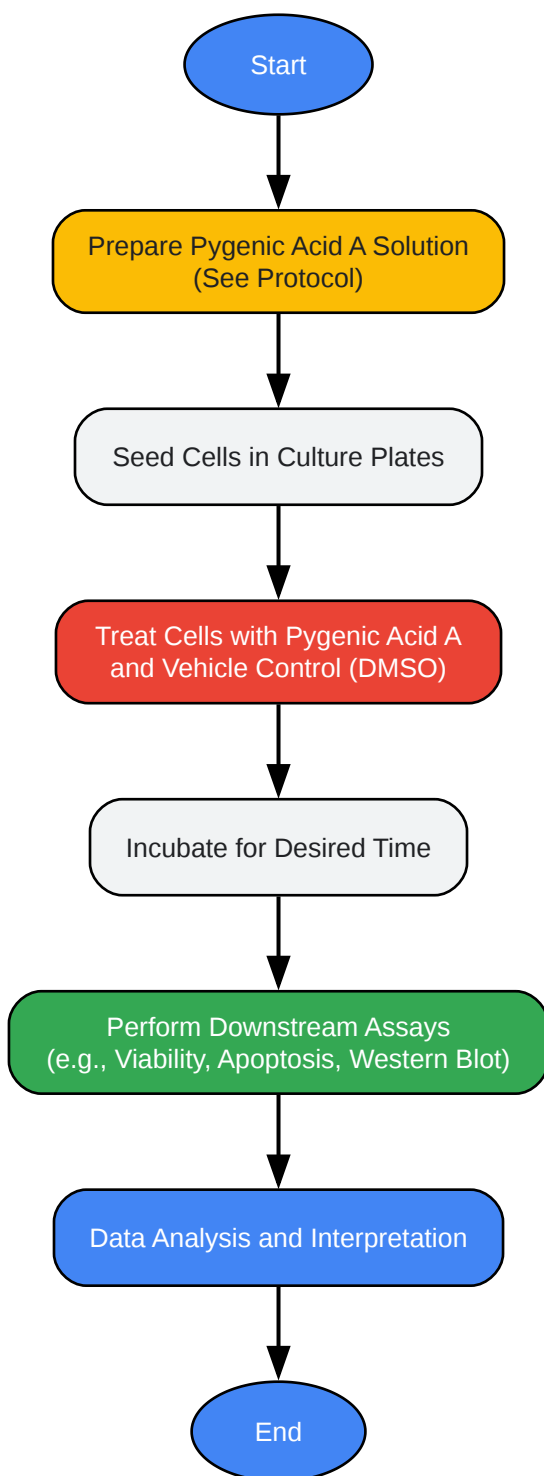 Start
Prepare Pygenic Acid A Solution
(See Protocol)
Seed Cells in Culture Plates
Treat Cells with Pygenic Acid A
and Vehicle Control (DMSO)
Incubate for Desired Time
Perform Downstream Assays
(e.g., Viability, Apoptosis, Western Blot)
Data Analysis and Interpretation
End